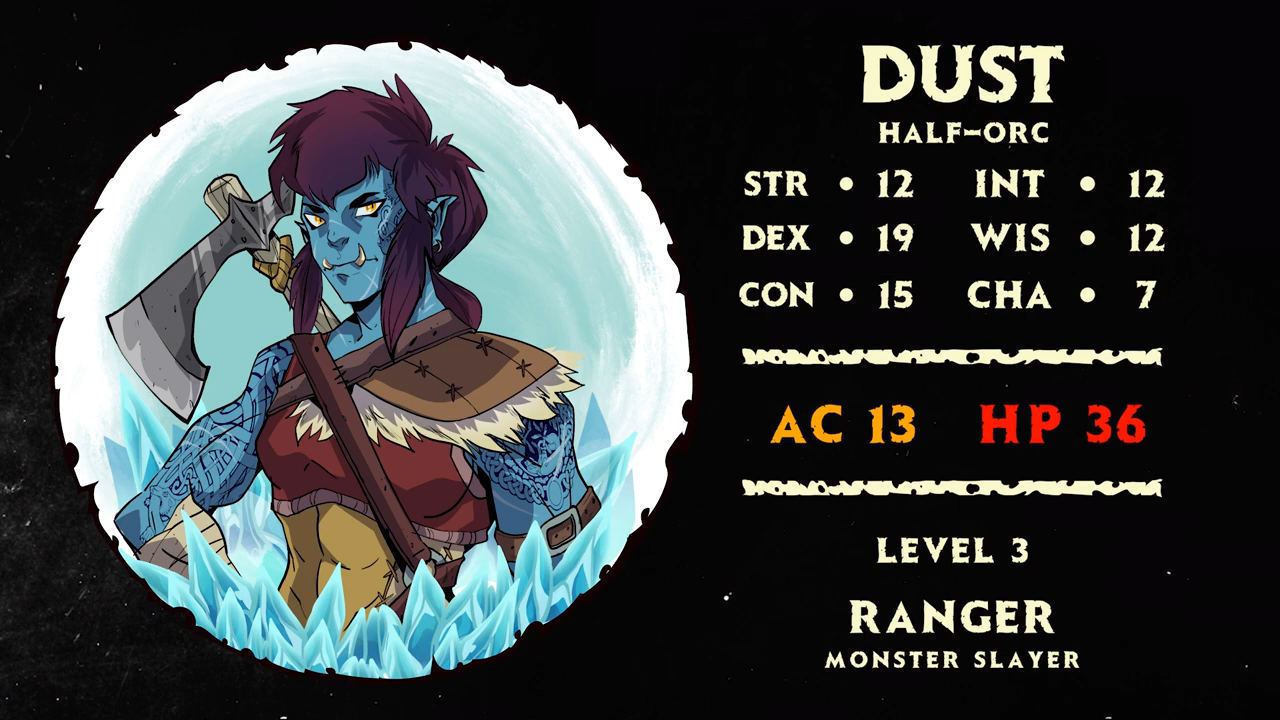 DUST
HALF-ORC
STR • 12 INT • 12
DEX • 19 WIS • 12
CON • 15 CHA • 7
AC 13 HP 36
LEVEL 3
RANGER
MONSTER SLAYER